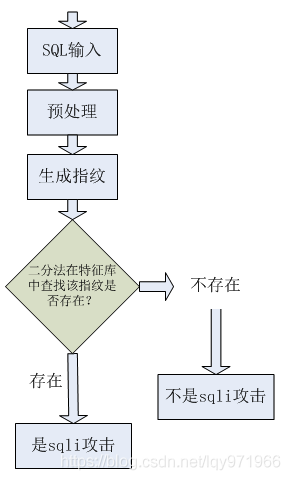 SQL输入
预处理
生成指纹
二分法在特征库
中查找该指纹是
否存在？
不存在
存在
不是sqli攻击
是sqli攻击
https://blog.csdn.net/lqy971966